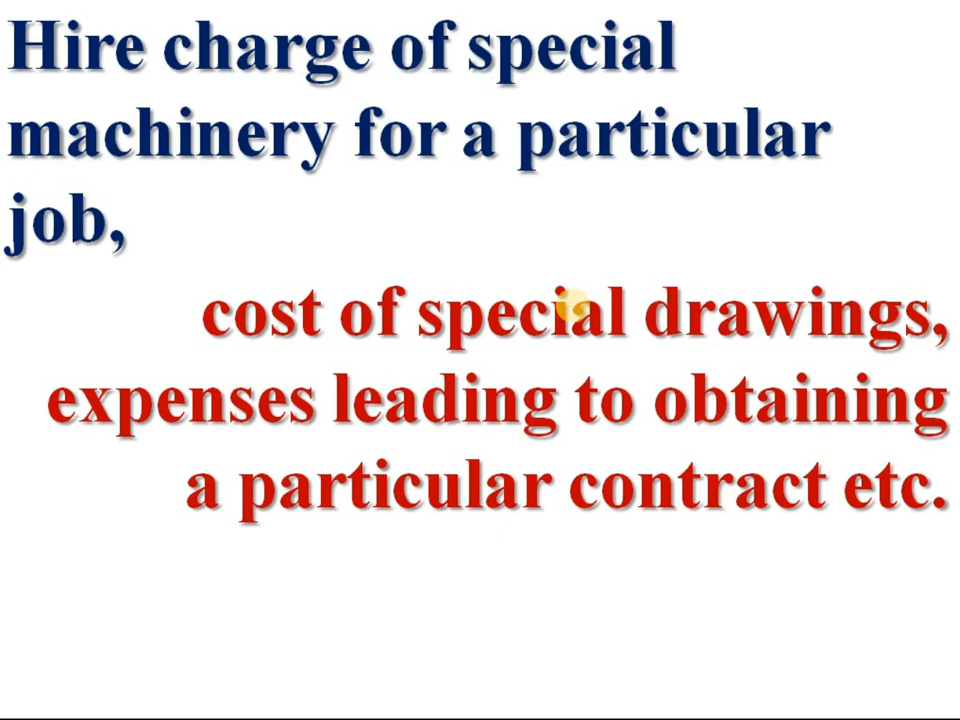 Hire charge of special
machinery for a particular
job,
cost of special drawings,
expenses leading to obtaining
a particular contract etc.